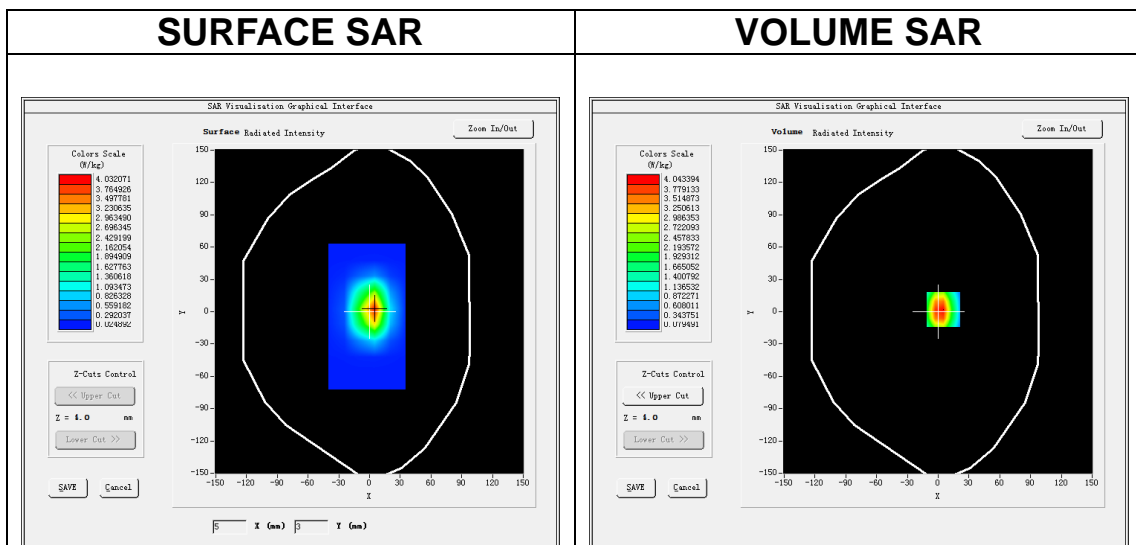 SURFACE SAR
VOLUME SAR
SAR Visualisation Graphical Interface
Surface Radiated Intensity
Zoom In/Out
Colors Scale
(W/kg)
4.032071
3.764926
3.497781
3.230635
2.963490
2.696345
2.429199
2.162054
1.894909
1.627763
1.360618
1.093473
0.826328
0.559182
0.292037
0.024892
Z-Cuts Control
<< Upper Cut
Z = 4.0 mm
Lower Cut >>
SAVE
Cancel
150
120
90
60
30
0
-30
-60
-90
-120
-150
Y
-150 -120 -90 -60 -30 0 30 60 90 120 150
X
5 X (mm) 3 Y (mm)
SAR Visualisation Graphical Interface
Volume Radiated Intensity
Zoom In/Out
Colors Scale
(W/kg)
4.043394
3.779133
3.514873
3.250613
2.986353
2.722093
2.457833
2.193572
1.929312
1.665052
1.400792
1.136532
0.872271
0.608011
0.343751
0.079491
Z-Cuts Control
<< Upper Cut
Z = 4.0 mm
Lower Cut >>
SAVE
Cancel
150
120
90
60
30
0
-30
-60
-90
-120
-150
Y
-150 -120 -90 -60 -30 0 30 60 90 120 150
X